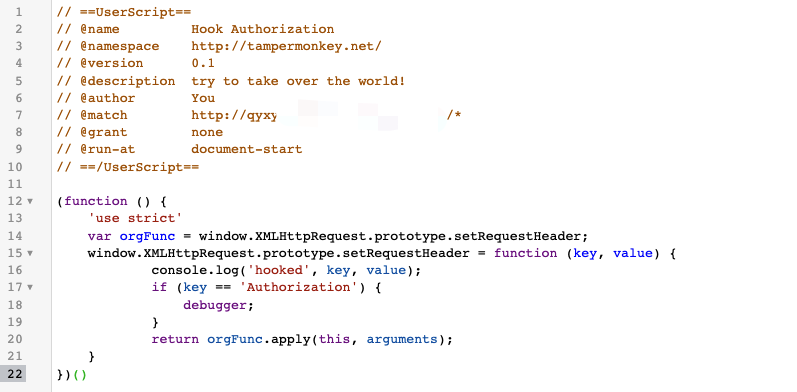 1 // ==UserScript==
2 // @name         Hook Authorization
3 // @namespace    http://tampermonkey.net/
4 // @version      0.1
5 // @description  try to take over the world!
6 // @author       You
7 // @match        http://qyxy /*
8 // @grant        none
9 // @run-at       document-start
10 // ==/UserScript==
11
12 (function () {
13     'use strict'
14     var orgFunc = window.XMLHttpRequest.prototype.setRequestHeader;
15     window.XMLHttpRequest.prototype.setRequestHeader = function (key, value) {
16             console.log('hooked', key, value);
17             if (key == 'Authorization') {
18                 debugger;
19             }
20             return orgFunc.apply(this, arguments);
21     }
22 })()